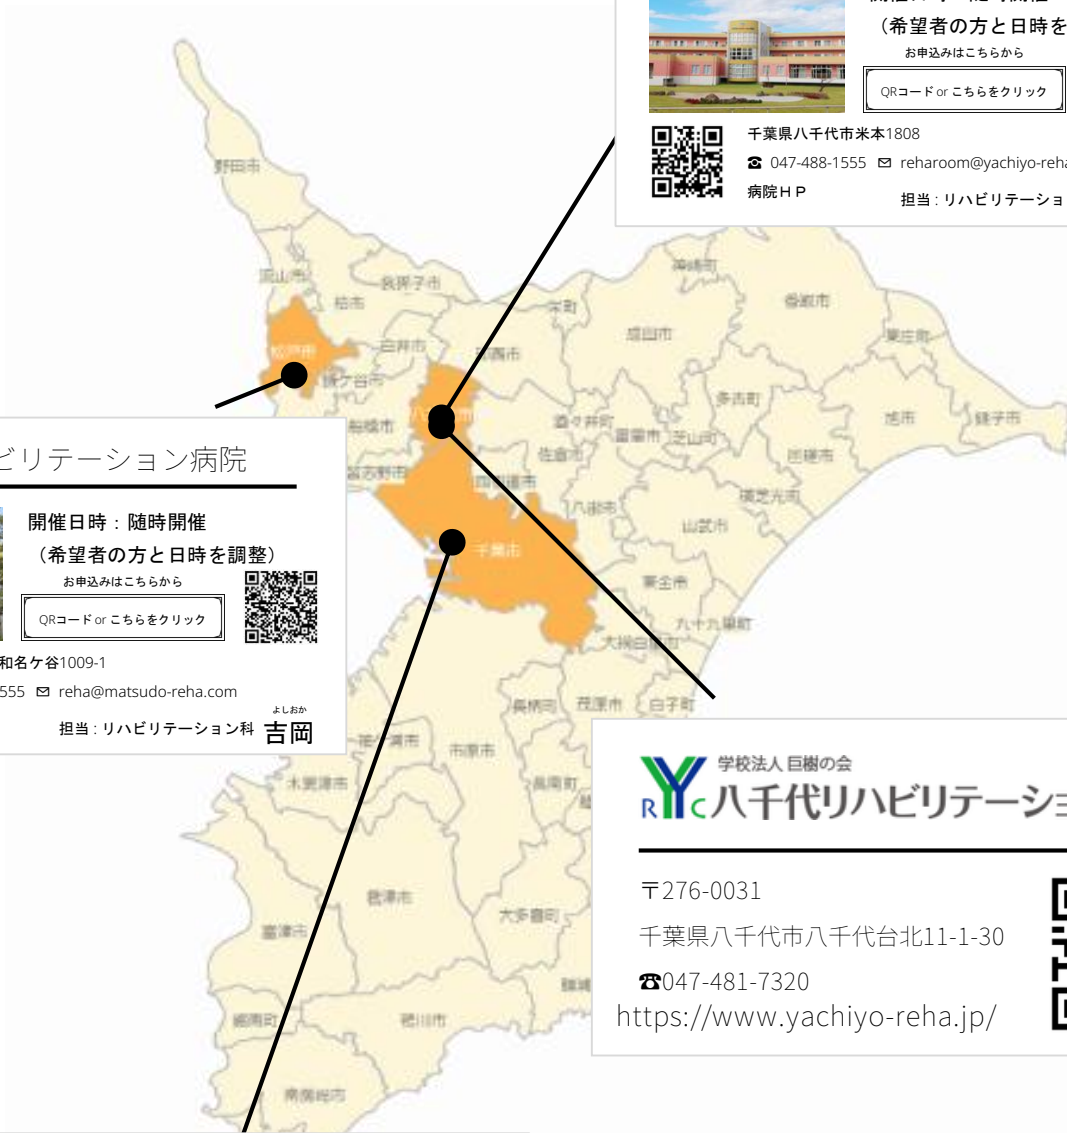 （希望者の方と日時を
お申込みはこちらから
QRコード or こちらをクリック
千葉県八千代市米本1808
☎ 047-488-1555 ✉ reharoom@yachiyo-reha
病院ＨＰ
担当 : リハビリテーショ
野田市
流山市
我孫子市
柏市
神崎町
香取市
栄町
成田市
東庄町
松戸市
白井市
印西市
鎌ケ谷市
多古町
八千代市
船橋市
酒々井町
富里市
芝山町
旭市
銚子市
佐倉市
匝瑳市
習志野市
四街道市
八街市
横芝光町
山武市
千葉市
東金市
九十九里町
大網白里市
ビリテーション病院
開催日時：随時開催
（希望者の方と日時を調整）
お申込みはこちらから
QRコード or こちらをクリック
和名ケ谷1009-1
555 ✉ reha@matsudo-reha.com
担当 : リハビリテーション科 吉岡
よしおか
長柄町
茂原市
白子町
袖ケ浦市
市原市
木更津市
長南町
君津市
大多喜町
富津市
鋸南町
鴨川市
南房総市
学校法人 巨樹の会
RYC 八千代リハビリテーショ
〒276-0031
千葉県八千代市八千代台北11-1-30
☎047-481-7320
https://www.yachiyo-reha.jp/